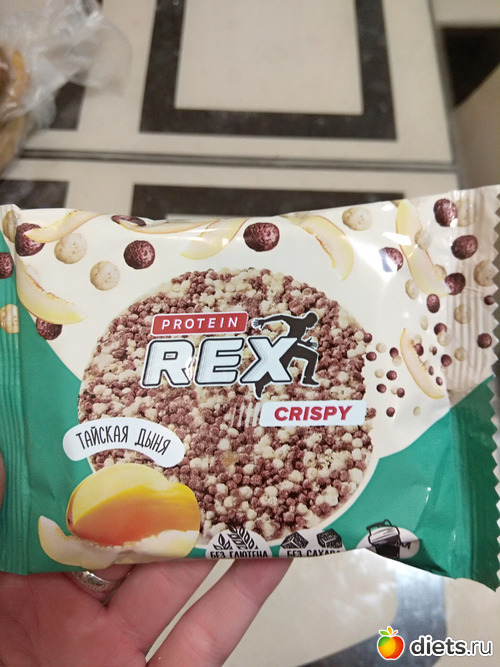 PROTEIN
REX
CRISPY
ТАЙСКАЯ ДЫНЯ
БЕЗ ГЛЮТЕНА
БЕЗ САХАРА
diets.ru